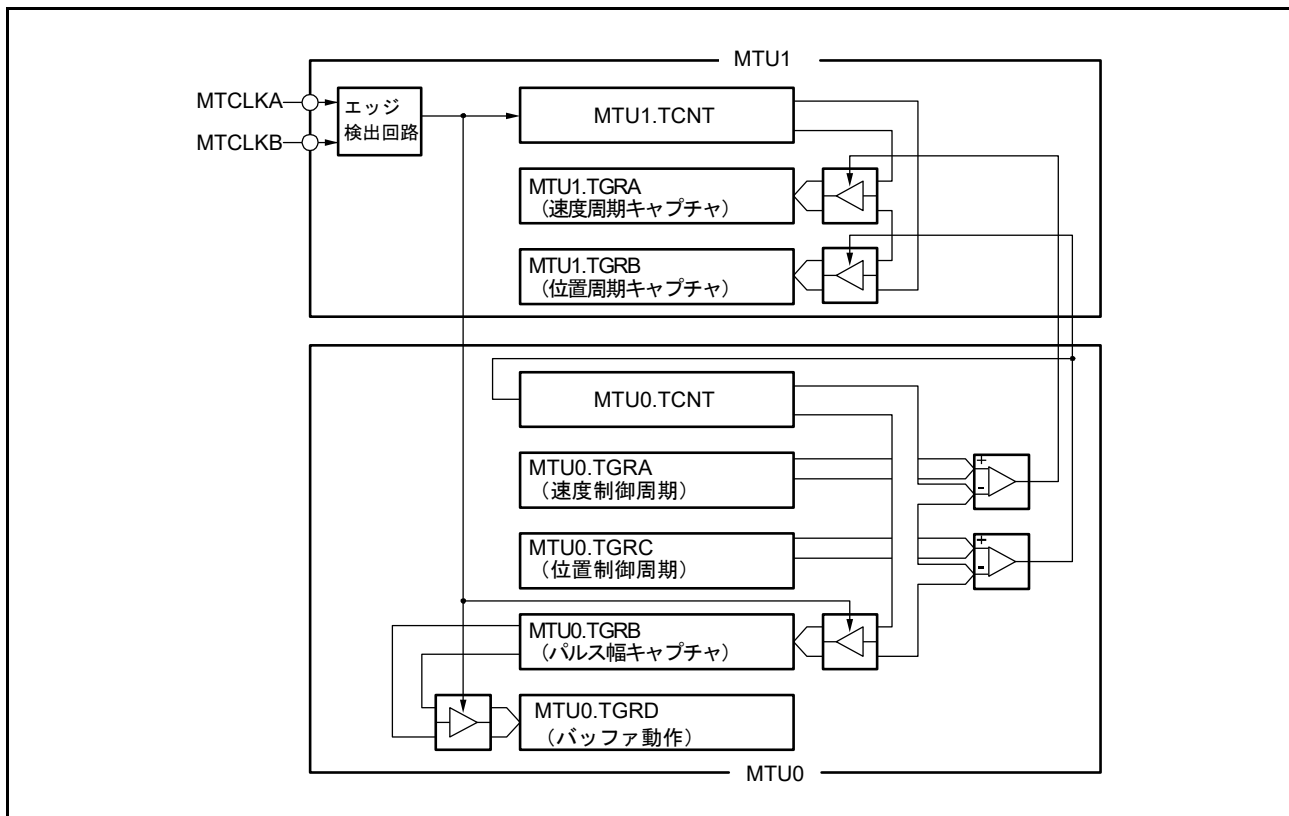 MTU1
MTCLKA
MTCLKB
エッジ
検出回路
MTU1.TCNT
MTU1.TGRA
（速度周期キャプチャ）
MTU1.TGRB
（位置周期キャプチャ）
MTU0.TCNT
MTU0.TGRA
（速度制御周期）
+
-
MTU0.TGRC
（位置制御周期）
+
-
MTU0.TGRB
（パルス幅キャプチャ）
MTU0.TGRD
（バッファ動作）
MTU0